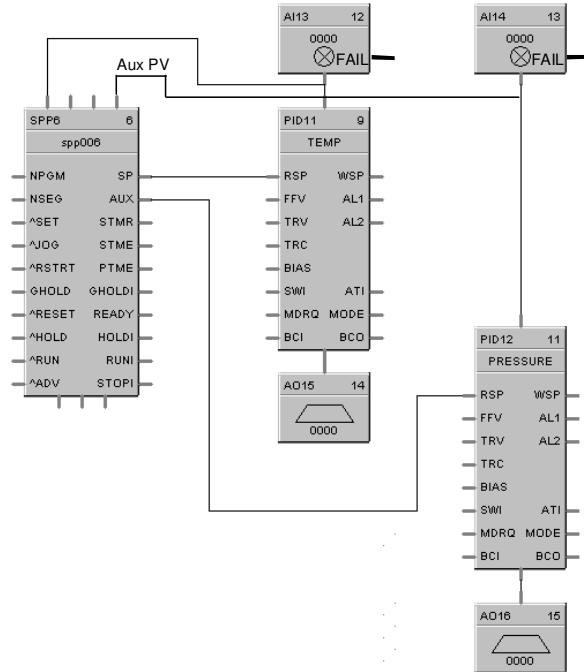 AI13 12
0000
FAIL
AI14 13
0000
FAIL
Aux PV
SPP6 6
spp006
NPGM SP
NSEG AUX
^SET STMR
^JOG STME
^RSTRT PTME
GHOLD GHOLDI
^RESET READY
^HOLD HOLDI
^RUN RUNI
^ADV STOPI
PID11 9
TEMP
RSP WSP
FFV AL1
TRV AL2
TRC
BIAS
SWI ATI
MDRQ MODE
BCI BCO
AO15 14
0000
PID12 11
PRESSURE
RSP WSP
FFV AL1
TRV AL2
TRC
BIAS
SWI ATI
MDRQ MODE
BCI BCO
AO16 15
0000